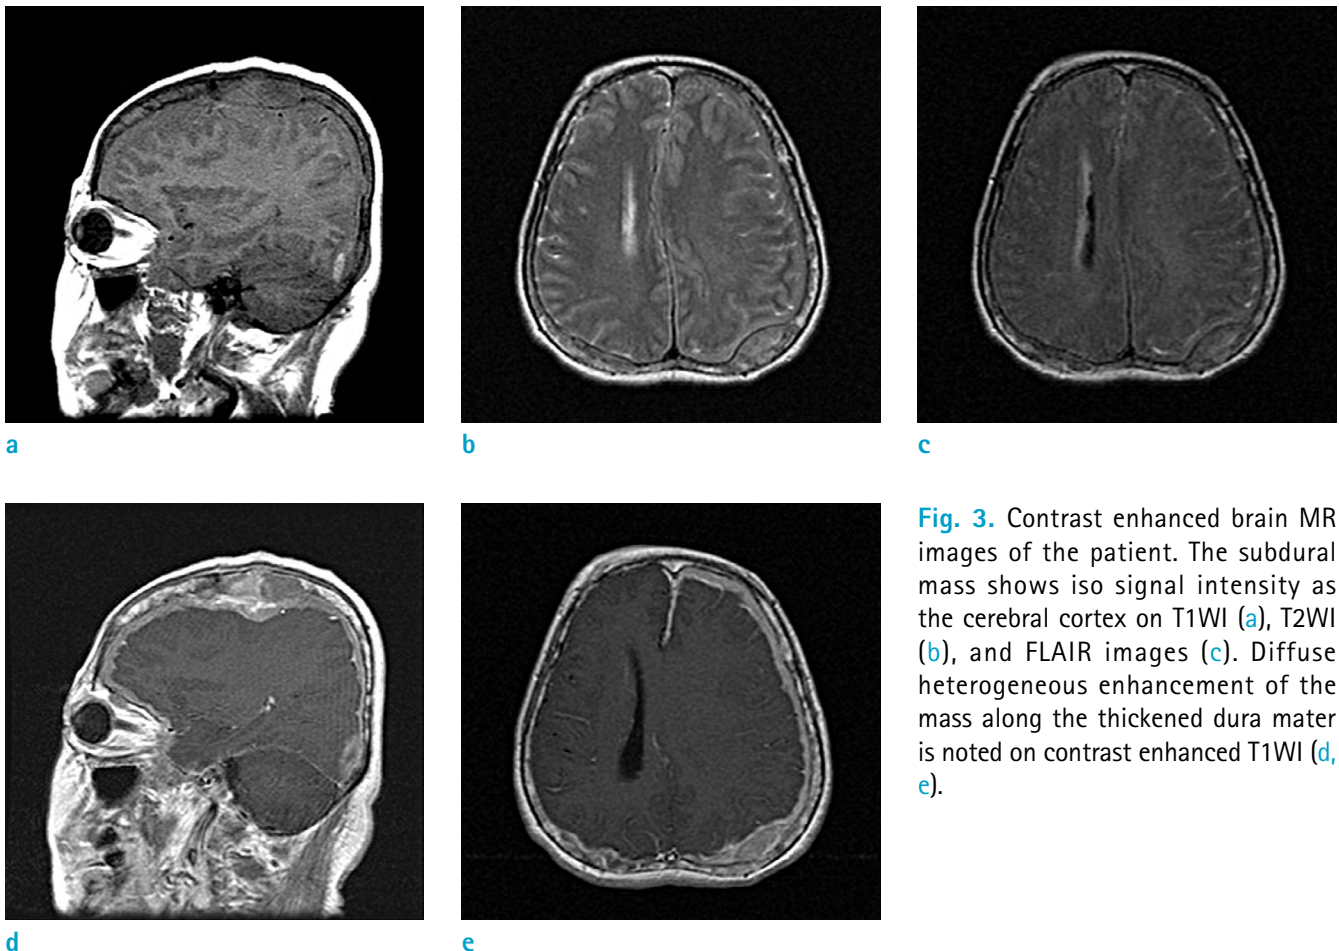 a
b
c
d
e
Fig. 3. Contrast enhanced brain MR
images of the patient. The subdural
mass shows iso signal intensity as
the cerebral cortex on T1WI (a), T2WI
(b), and FLAIR images (c). Diffuse
heterogeneous enhancement of the
mass along the thickened dura mater
is noted on contrast enhanced T1WI (d,
e).